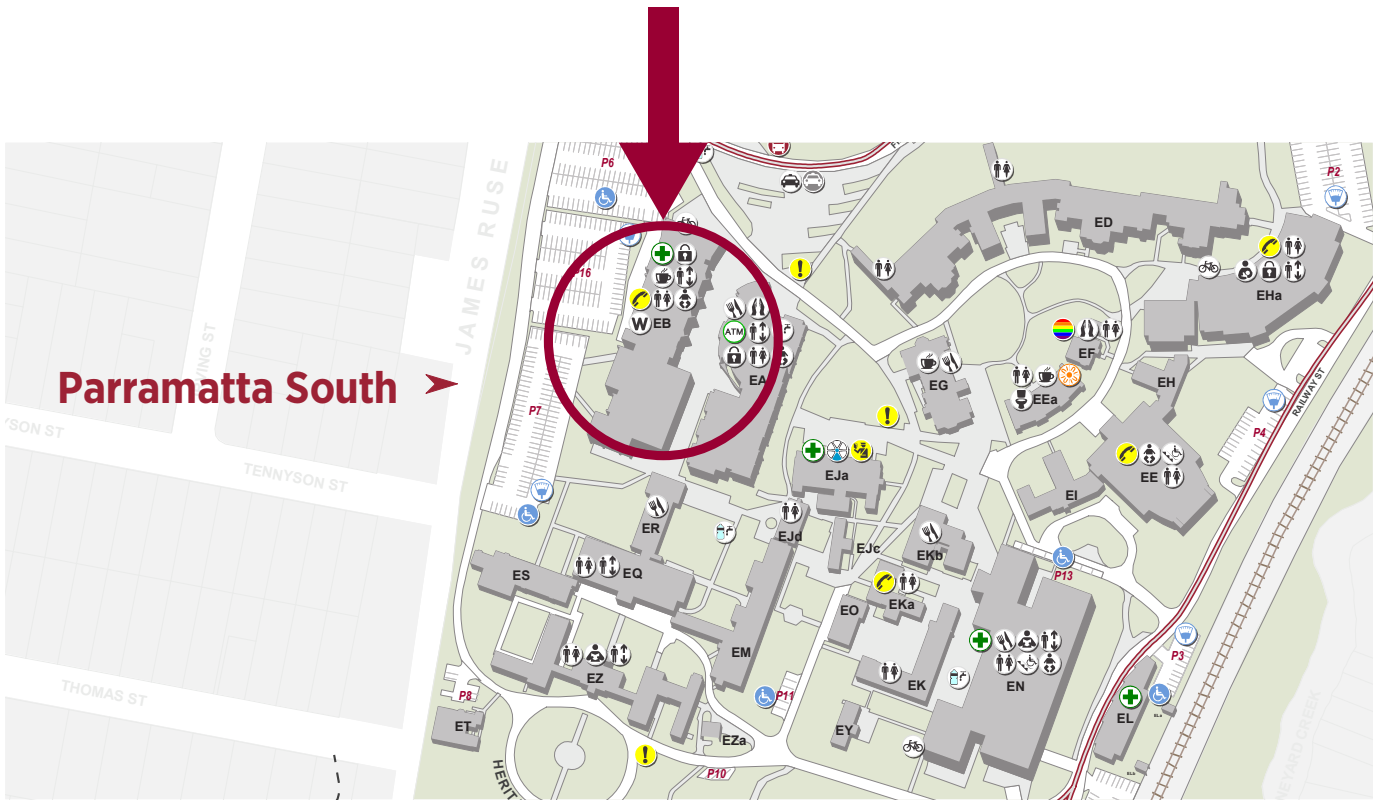 P6
P2
JAMES RUSE
ED
P16
EHa
W
EB
ATM
EF
EA
EG
EH
EEa
RAILWAY ST
Parramatta South
P7
P4
TENNYSON ST
EJa
EE
EI
ER
EJd
EJc
EKb
ES
EQ
P13
EKa
EO
EM
P3
EZ
EK
EN
THOMAS ST
P8
P11
EL
ET
EY
EZa
HERIT
P10